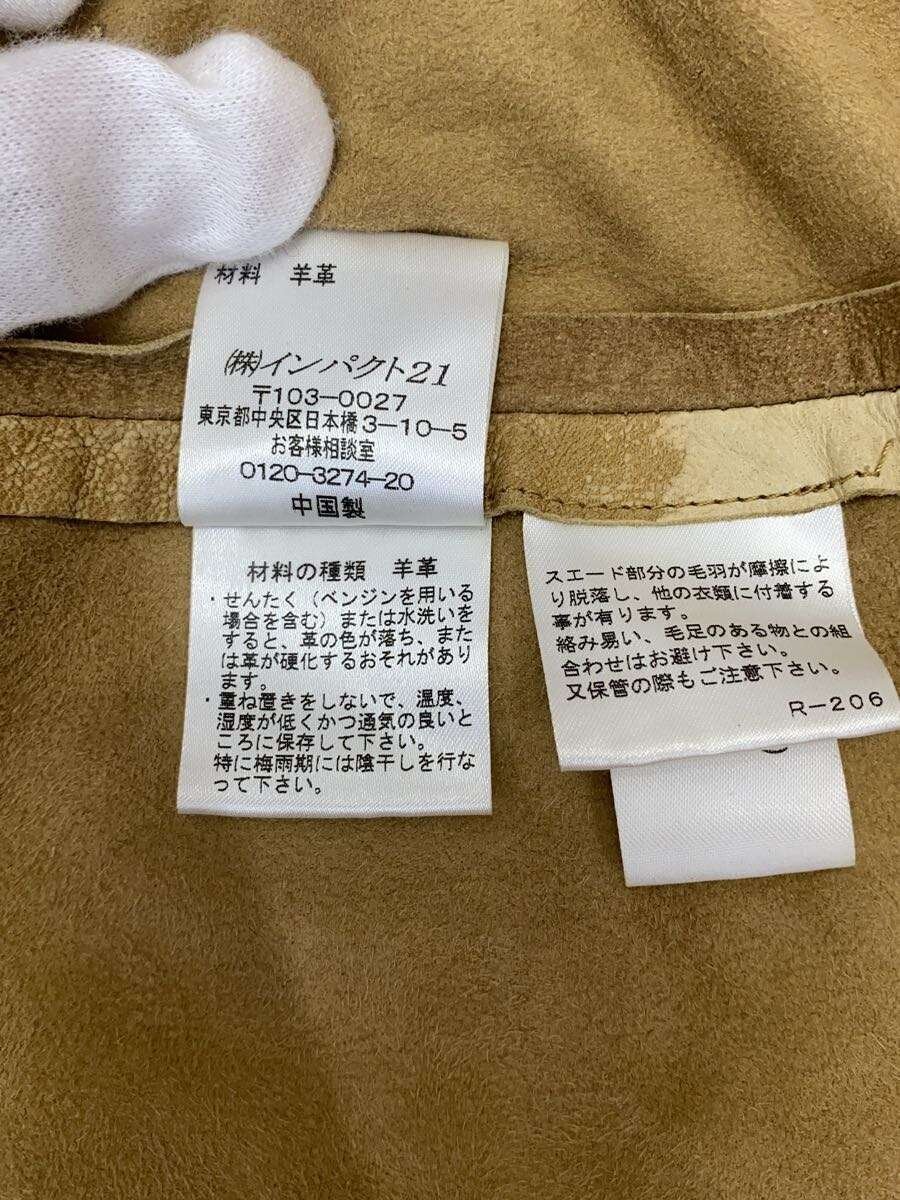 材料 羊革
㈱インパクト21
〒103-0027
東京都中央区日本橋3-10-5
お客様相談室
0120-3274-20
中国製
材料の種類 羊革
・せんたく(ベンジンを用いる
場合を含む)または水洗いを
すると、革の色が落ち、また
は革が硬化するおそれがあり
ます。
・重ね置きをしないで、温度、
湿度が低くかつ通気の良いと
ころに保存して下さい。
特に梅雨期には陰干しを行な
って下さい。
スエード部分の毛羽が摩擦によ
り脱落し、他の衣類に付着する
事が有ります。
絡み易い、毛足のある物との組
合わせはお避け下さい。
又保管の際もご注意下さい。
R-206